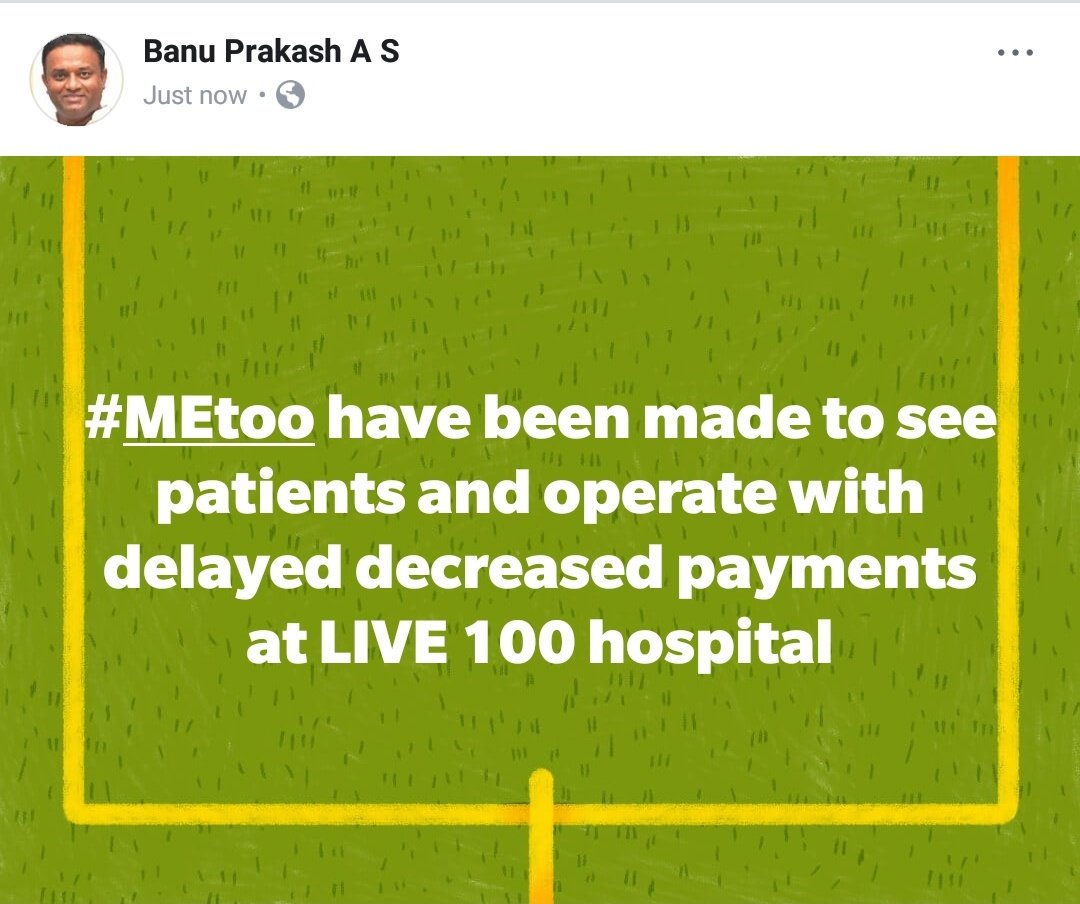 Banu Prakash A S
Just now •
#MEtoo have been made to see
patients and operate with
delayed decreased payments
at LIVE 100 hospital